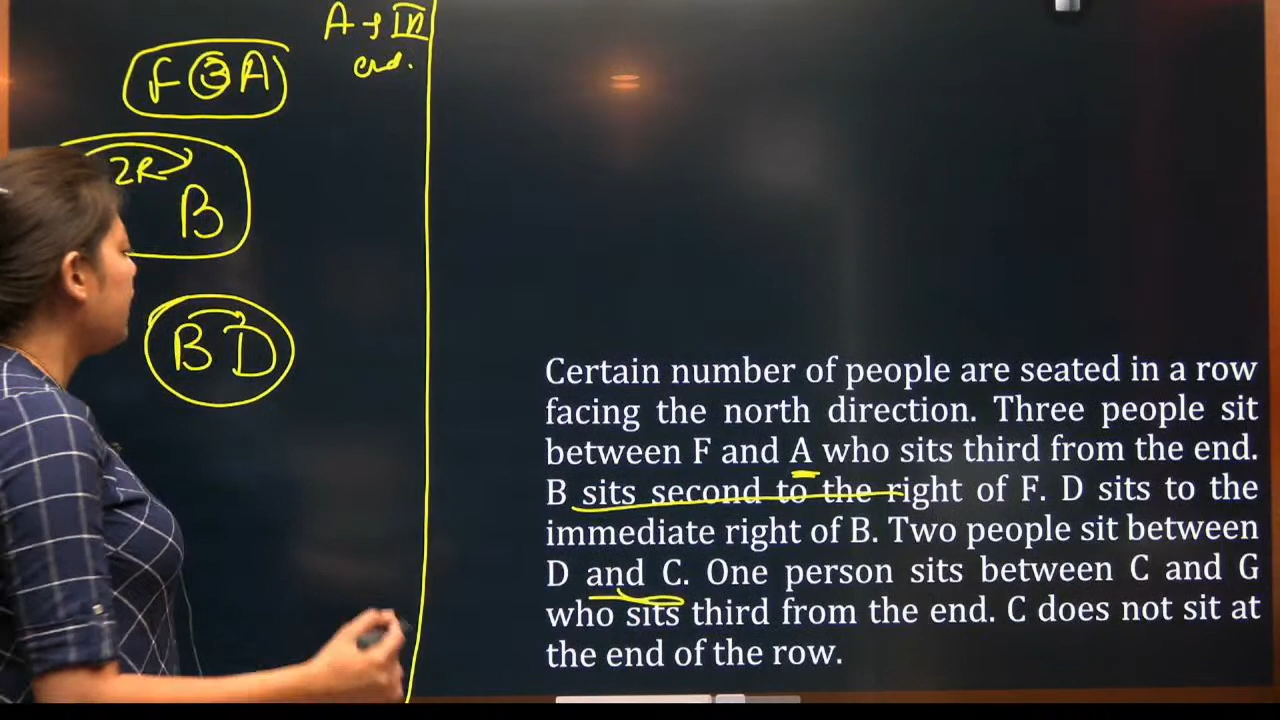 A → III
end.
F ③ A
2R
B
B D
Certain number of people are seated in a row
facing the north direction. Three people sit
between F and A who sits third from the end.
B sits second to the right of F. D sits to the
immediate right of B. Two people sit between
D and C. One person sits between C and G
who sits third from the end. C does not sit at
the end of the row.